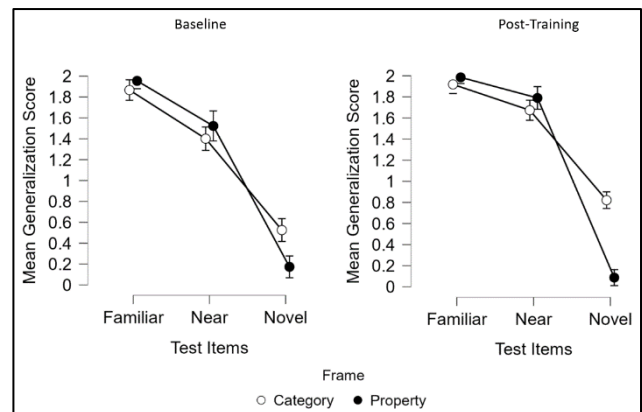 Baseline
Mean Generalization Score
2
1.8
1.6
1.4
1.2
1
0.8
0.6
0.4
0.2
0
Familiar Near Novel
Test Items
Post-Training
Mean Generalization Score
2
1.8
1.6
1.4
1.2
1
0.8
0.6
0.4
0.2
0
Familiar Near Novel
Test Items
Frame
Category Property